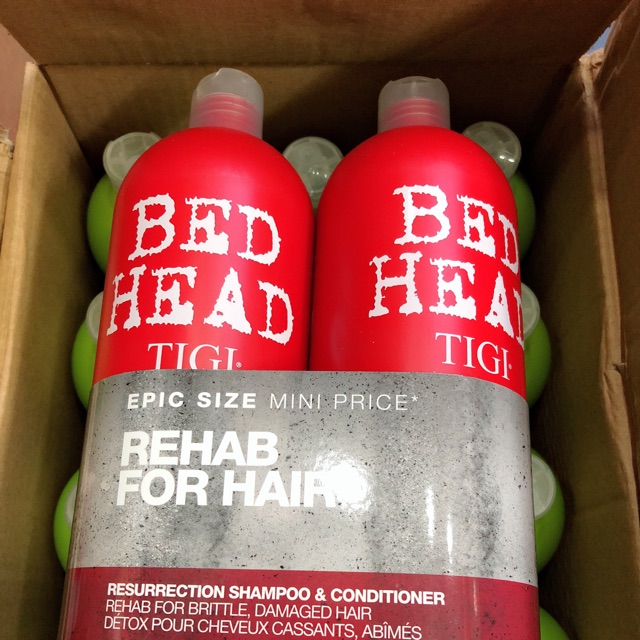 BED
HEAD
TIGI
BED
HEAD
TIGI
EPIC SIZE MINI PRICE*
REHAB
FOR HAIR
RESURRECTION SHAMPOO & CONDITIONER
REHAB FOR BRITTLE, DAMAGED HAIR
DÉTOX POUR CHEVEUX CASSANTS, ABÎMÉS